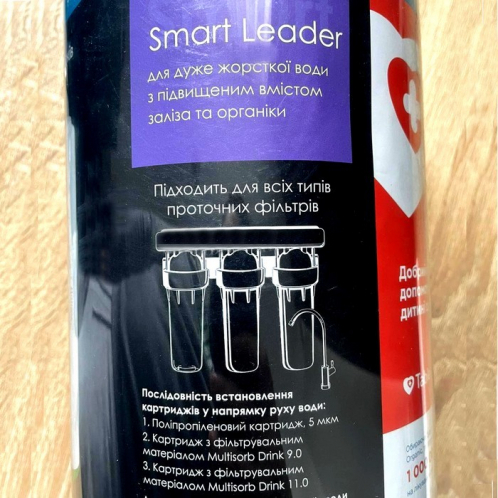 Smart Leader
для дуже жорсткої води
з підвищеним вмістом
заліза та органіки
Підходить для всіх типів
проточних фільтрів
Послідовність встановлення
картриджів у напрямку руху води:
1. Поліпропіленовий картридж, 5 мкм
2. Картридж з фільтрувальним
матеріалом Multisorb Drink 9.0
3. Картридж з фільтрувальним
матеріалом Multisorb Drink 11.0
1 000